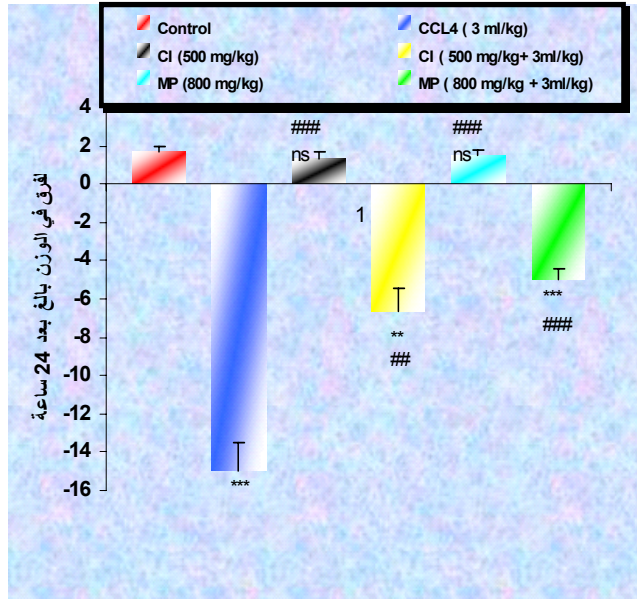 Control
CCL4 ( 3 ml/kg)
CI (500 mg/kg)
CI ( 500 mg/kg+ 3ml/kg)
MP (800 mg/kg)
MP ( 800 mg/kg + 3ml/kg)
4
2
0
-2
-4
-6
-8
-10
-12
-14
-16
لفرق في الوزن بالغ بعد 24 ساعة
###
###
ns
ns
1
***
**
##
***
###